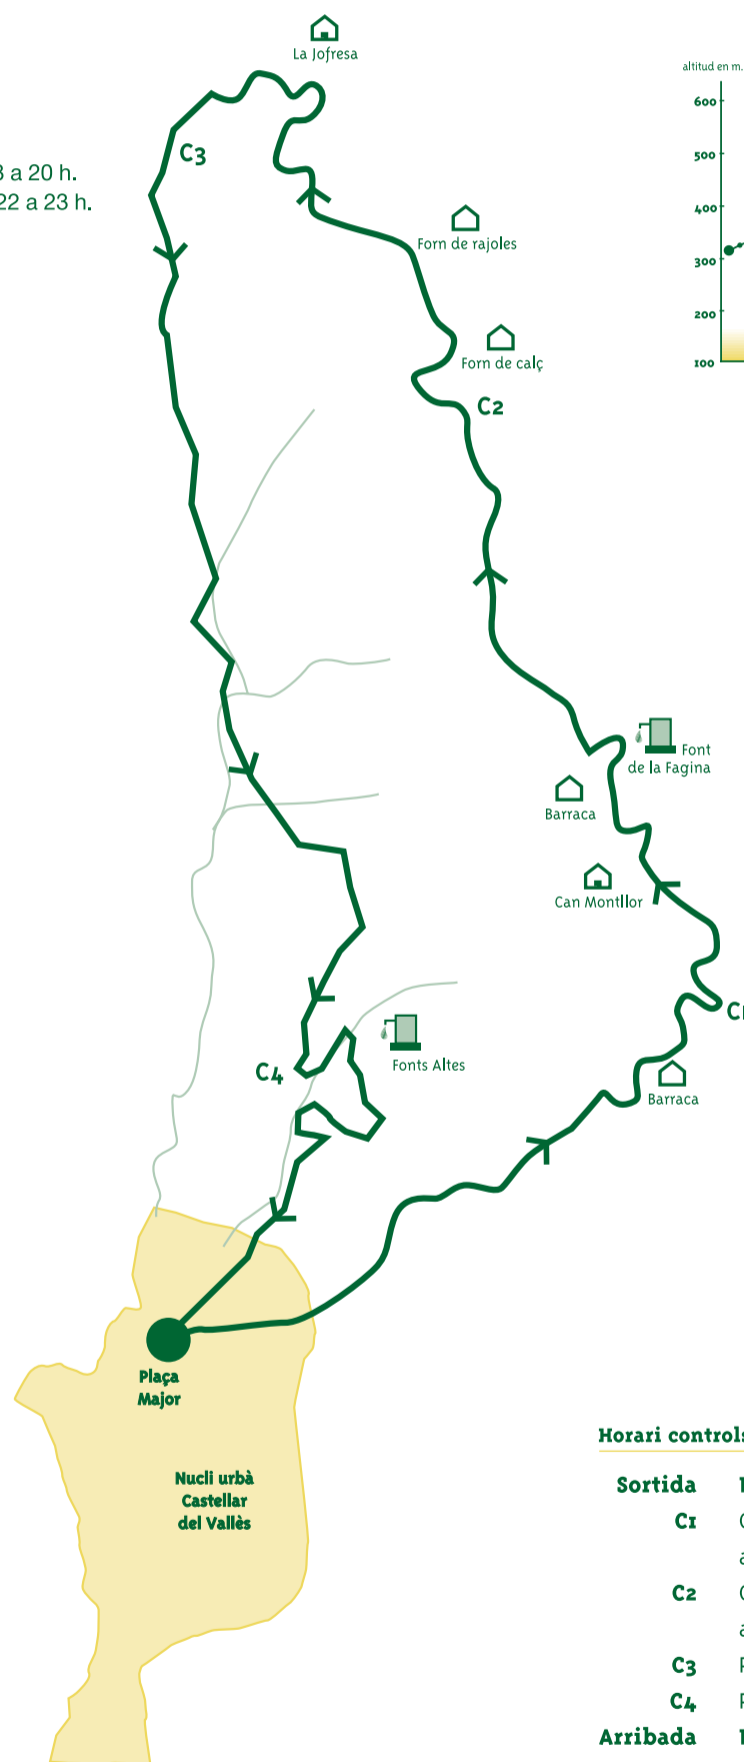 La Jofresa
altitud en m.
600
500
400
300
200
100
a 20 h.
22 a 23 h.
C3
Forn de rajoles
Forn de calç
C2
Font
de la Fagina
Barraca
Can Montllor
C1
Fonts Altes
C4
Barraca
Plaça
Major
Nucli urbà
Castellar
del Vallès
Horari controls
Sortida
C1
C2
C3
C4
Arribada